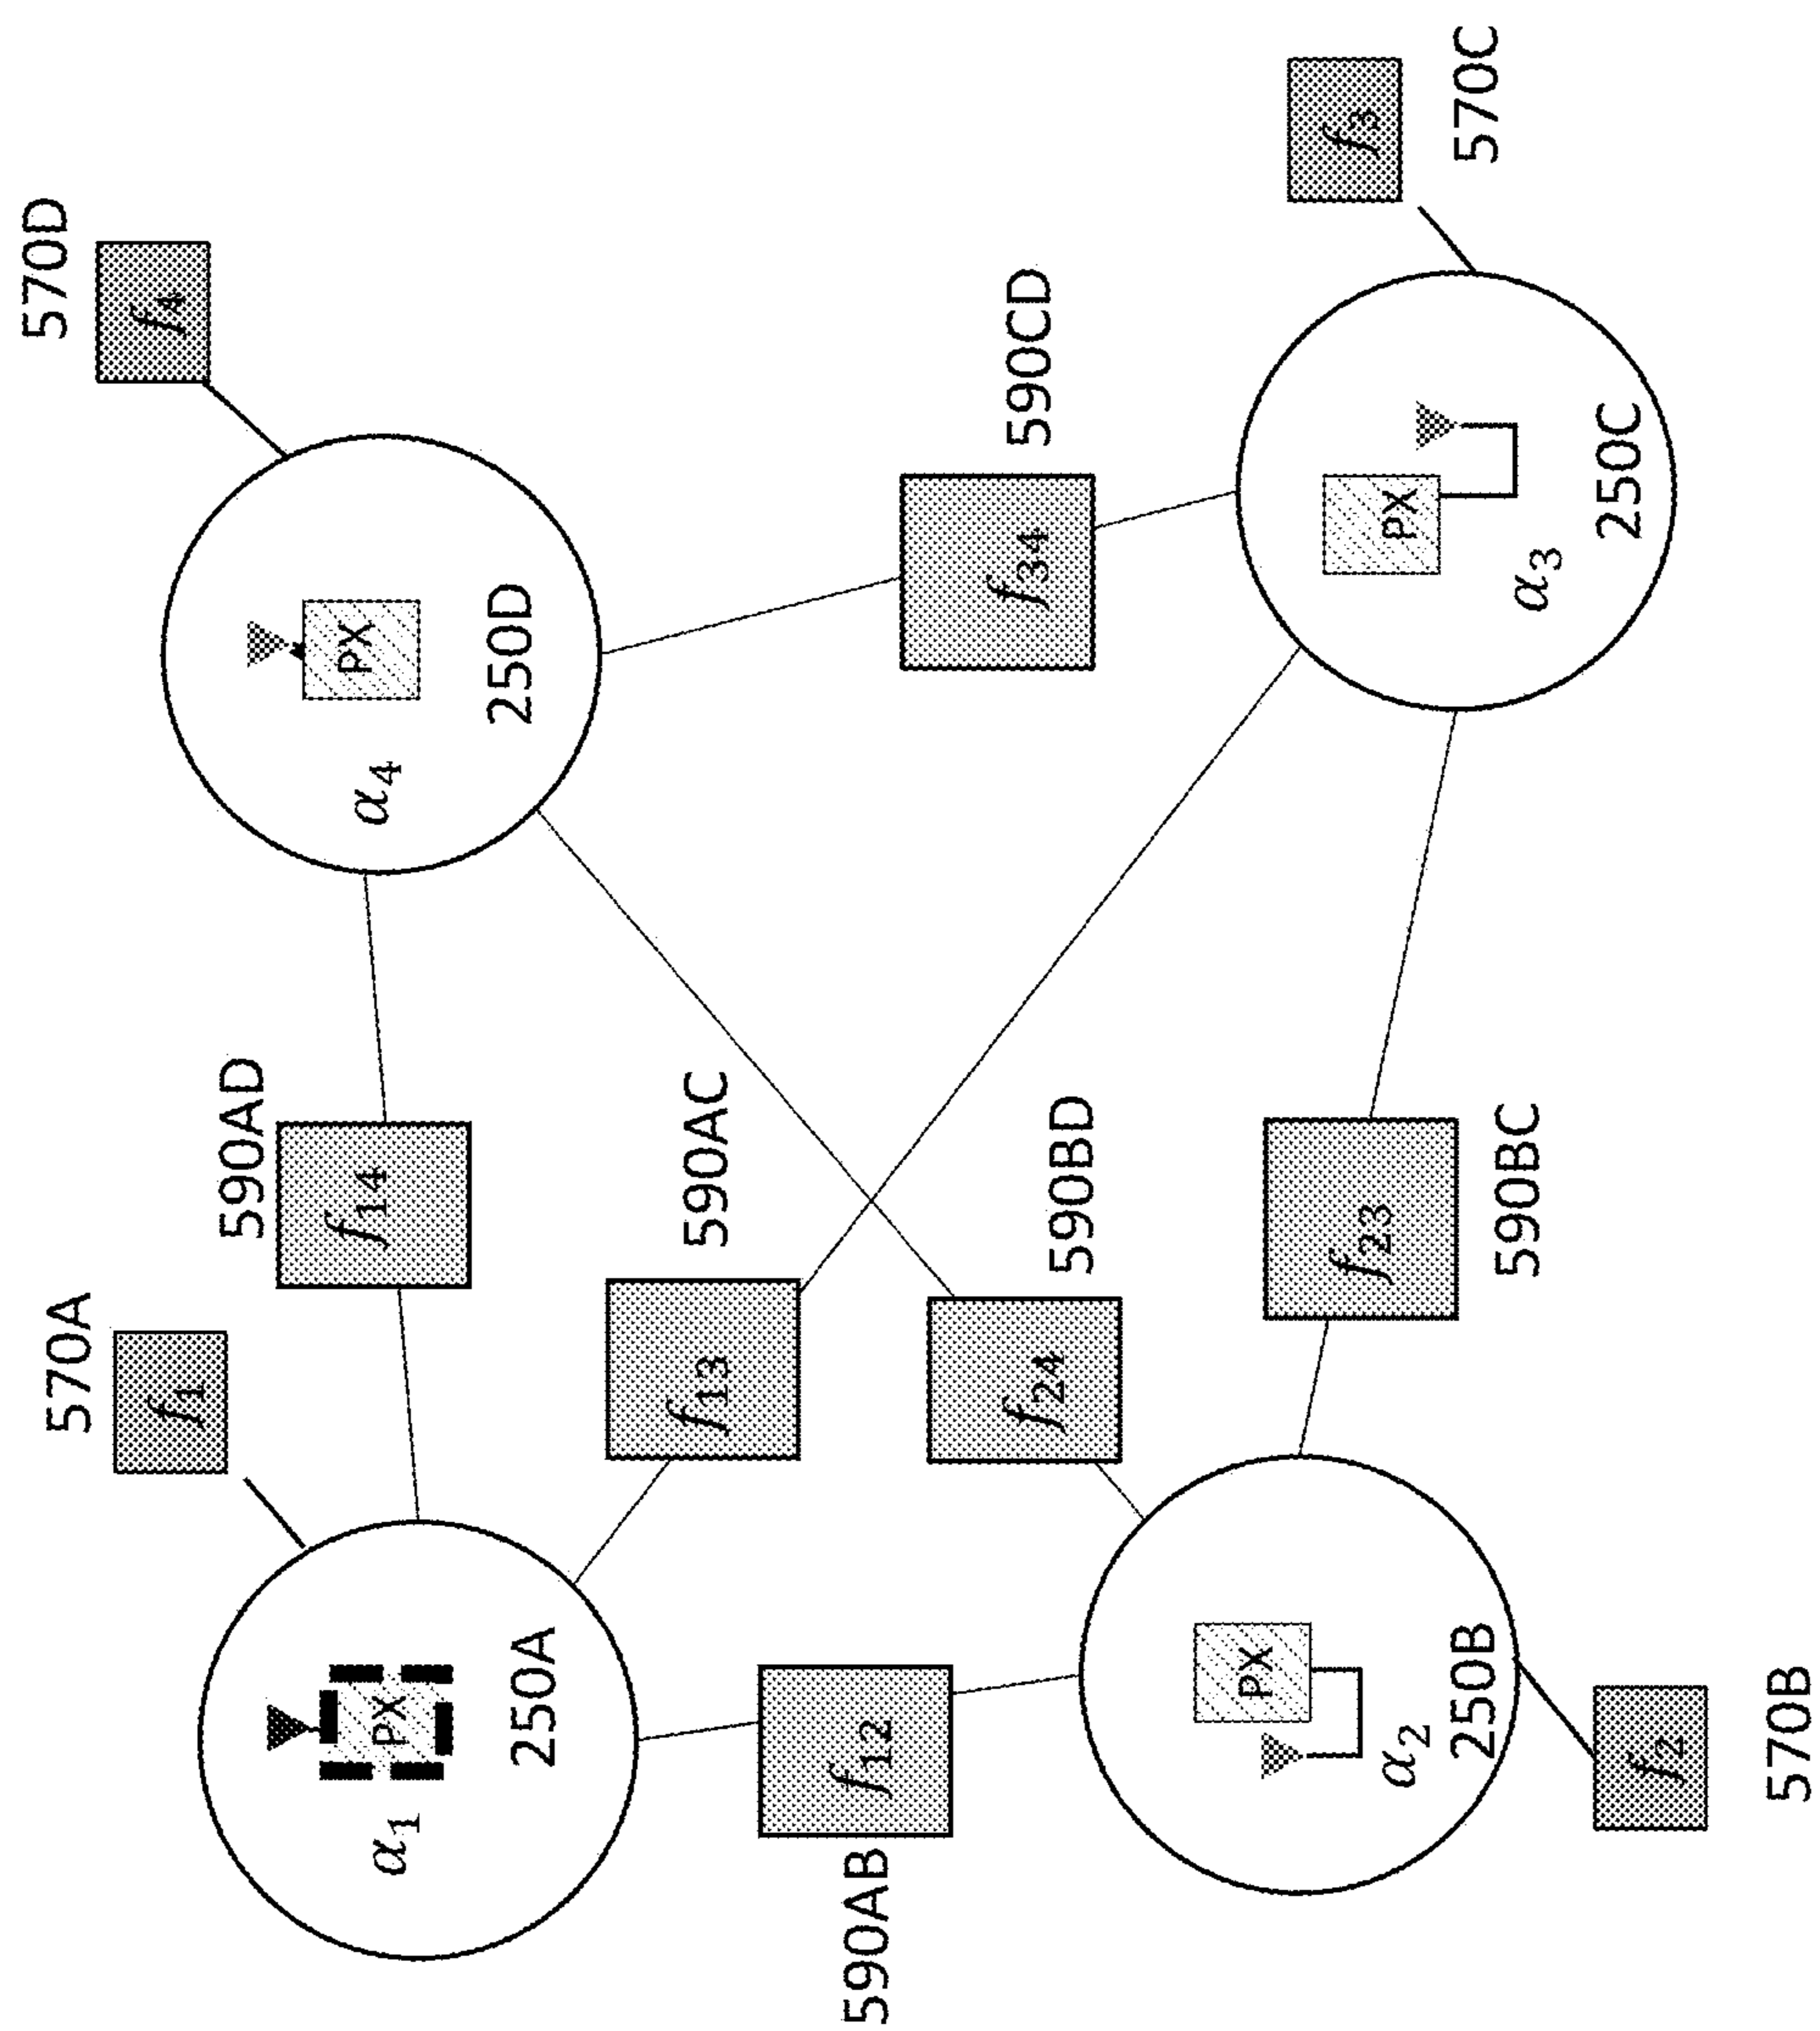 570A
f₁
570D
f₄
590AD
f₁₄
α₁
PX
250A
α₄
PX
250D
590AC
f₁₃
590AB
f₁₂
590BD
f₂₄
590CD
f₃₄
570C
f₃
PX
α₂
250B
f₂₃
590BC
PX
α₃
250C
f₂
570B